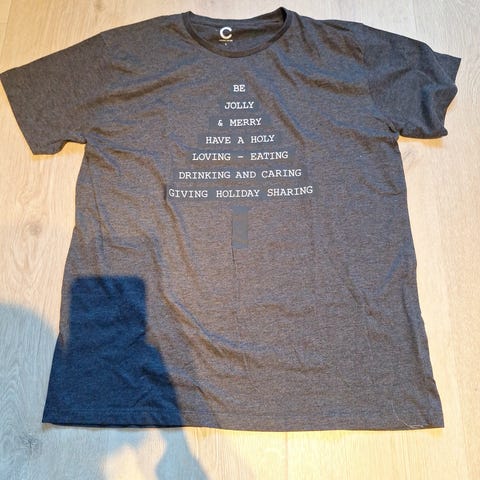 C
BE
JOLLY
& MERRY
HAVE A HOLY
LOVING - EATING
DRINKING AND CARING
GIVING HOLIDAY SHARING